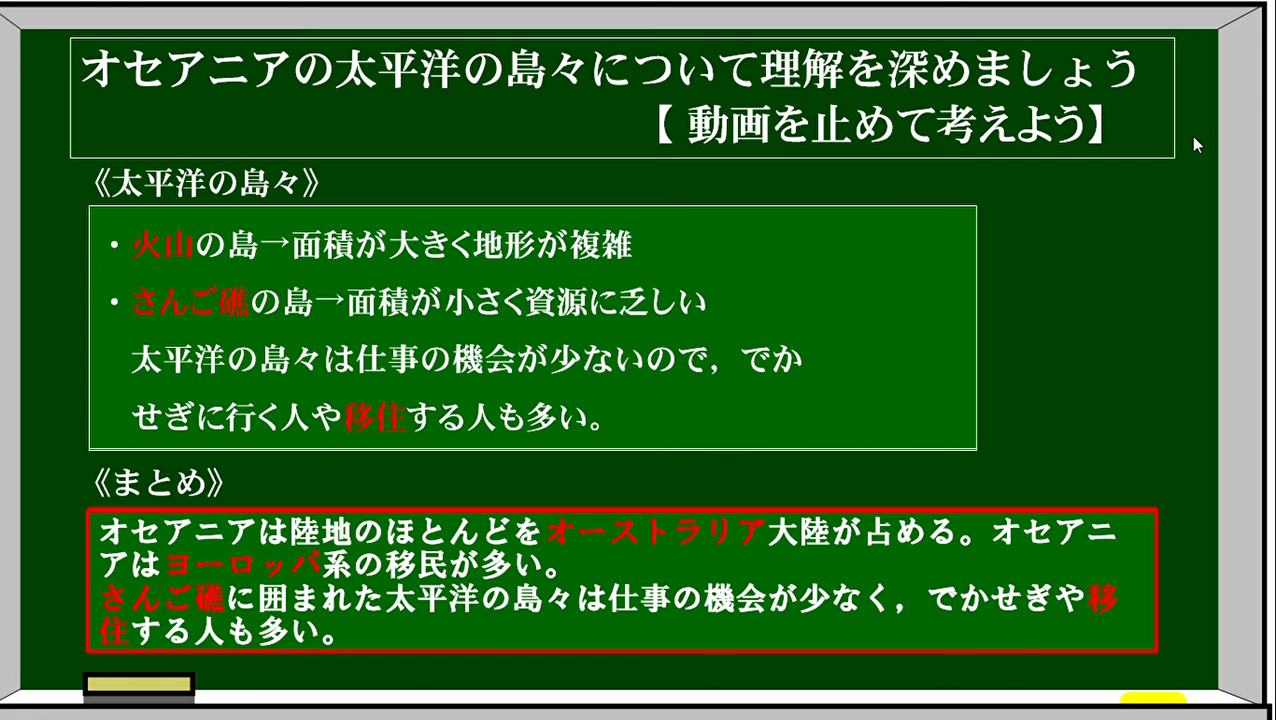 オセアニアの太平洋の島々について理解を深めましょう
【 動画を止めて考えよう】
《太平洋の島々》
・火山の島→面積が大きく地形が複雑
・さんご礁の島→面積が小さく資源に乏しい
太平洋の島々は仕事の機会が少ないので，でか
せぎに行く人や移住する人も多い。
《まとめ》
オセアニアは陸地のほとんどをオーストラリア大陸が占める。オセアニ
アはヨーロッパ系の移民が多い。
さんご礁に囲まれた太平洋の島々は仕事の機会が少なく，でかせぎや移
住する人も多い。